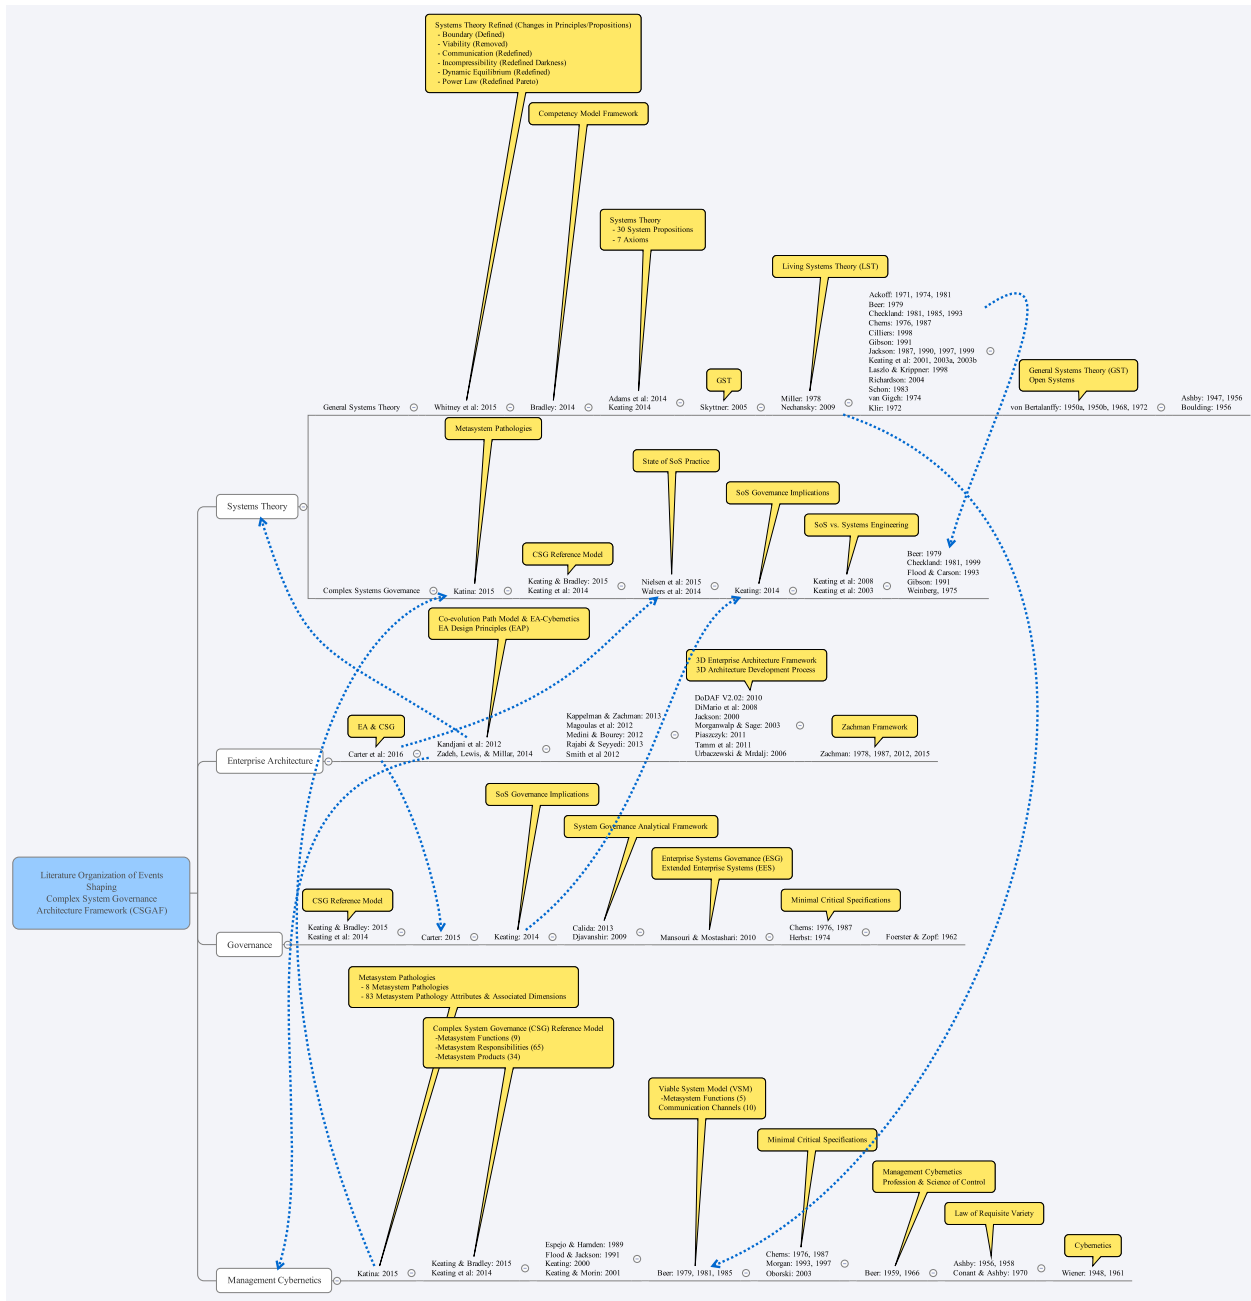 Systems Theory Refined (Changes in Principles/Propositions)
- Boundary (Defined)
- Viability (Removed)
- Communication (Redefined)
- Incompressibility (Redefined Darkness)
- Dynamic Equilibrium (Redefined)
- Power Law (Redefined Pareto)
Competency Model Framework
Systems Theory
- 30 System Propositions
- 7 Axioms
Living Systems Theory (LST)
Ackoff: 1971, 1974, 1981
Beer: 1979
Checkland: 1981, 1985, 1993
Cherns: 1976, 1987
Cilliers: 1998
Gibson: 1991
Jackson: 1987, 1990, 1997, 1999
Keating et al: 2001, 2003a, 2003b
Laszlo & Krippner: 1998
Richardson: 2004
Schon: 1983
van Gigch: 1974
Klir: 1972
GST
General Systems Theory (GST)
Open Systems
General Systems Theory
Whitney et al: 2015
Bradley: 2014
Adams et al: 2014
Keating 2014
Skyttner: 2005
Miller: 1978
Nechansky: 2009
von Bertalanffy: 1950a, 1950b, 1968, 1972
Ashby: 1947, 1956
Boulding: 1956
Metasystem Pathologies
State of SoS Practice
SoS Governance Implications
SoS vs. Systems Engineering
CSG Reference Model
Systems Theory
Complex Systems Governance
Katina: 2015
Keating & Bradley: 2015
Keating et al: 2014
Nielsen et al: 2015
Walters et al: 2014
Keating: 2014
Keating et al: 2008
Keating et al: 2003
Beer: 1979
Checkland: 1981, 1999
Flood & Carson: 1993
Gibson: 1991
Weinberg, 1975
Co-evolution Path Model & EA-Cybernetics
EA Design Principles (EAP)
3D Enterprise Architecture Framework
3D Architecture Development Process
EA & CSG
Zachman Framework
Enterprise Architecture
Carter et al: 2016
Kandjani et al: 2012
Zadeh, Lewis, & Millar, 2014
Kappelman & Zachman: 2013
Magoulas et al: 2012
Medini & Bourey: 2012
Rajabi & Seyyedi: 2013
Smith et al 2012
DoDAF V2.02: 2010
DiMario et al: 2008
Jackson: 2000
Morganwalp & Sage: 2003
Piaszczyk: 2011
Tamm et al: 2011
Urbaczewski & Mrdalj: 2006
Zachman: 1978, 1987, 2012, 2015
SoS Governance Implications
System Governance Analytical Framework
Enterprise Systems Governance (ESG)
Extended Enterprise Systems (EES)
CSG Reference Model
Minimal Critical Specifications
Literature Organization of Events
Shaping
Complex System Governance
Architecture Framework (CSGAF)
Governance
Keating & Bradley: 2015
Keating et al: 2014
Carter: 2015
Keating: 2014
Calida: 2013
Djavanshir: 2009
Mansouri & Mostashari: 2010
Cherns: 1976, 1987
Herbst: 1974
Foerster & Zopf: 1962
Metasystem Pathologies
- 8 Metasystem Pathologies
- 83 Metasystem Pathology Attributes & Associated Dimensions
Complex System Governance (CSG) Reference Model
-Metasystem Functions (9)
-Metasystem Responsibilities (65)
-Metasystem Products (34)
Viable System Model (VSM)
-Metasystem Functions (5)
Communication Channels (10)
Minimal Critical Specifications
Management Cybernetics
Profession & Science of Control
Law of Requisite Variety
Cybernetics
Management Cybernetics
Katina: 2015
Keating & Bradley: 2015
Keating et al: 2014
Espejo & Harnden: 1989
Flood & Jackson: 1991
Keating: 2000
Keating & Morin: 2001
Beer: 1979, 1981, 1985
Cherns: 1976, 1987
Morgan: 1993, 1997
Oborski: 2003
Beer: 1959, 1966
Ashby: 1956, 1958
Conant & Ashby: 1970
Wiener: 1948, 1961